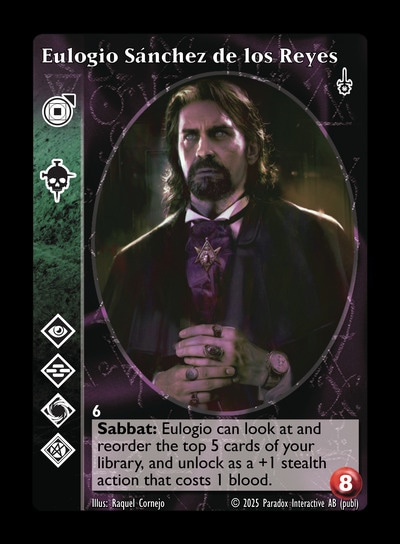 Eulogio Sánchez de los Reyes
6
Sabbat: Eulogio can look at and
reorder the top 5 cards of your
library, and unlock as a +1 stealth
action that costs 1 blood.
8
Illus: Raquel Cornejo
© 2025 Paradox Interactive AB (publ)